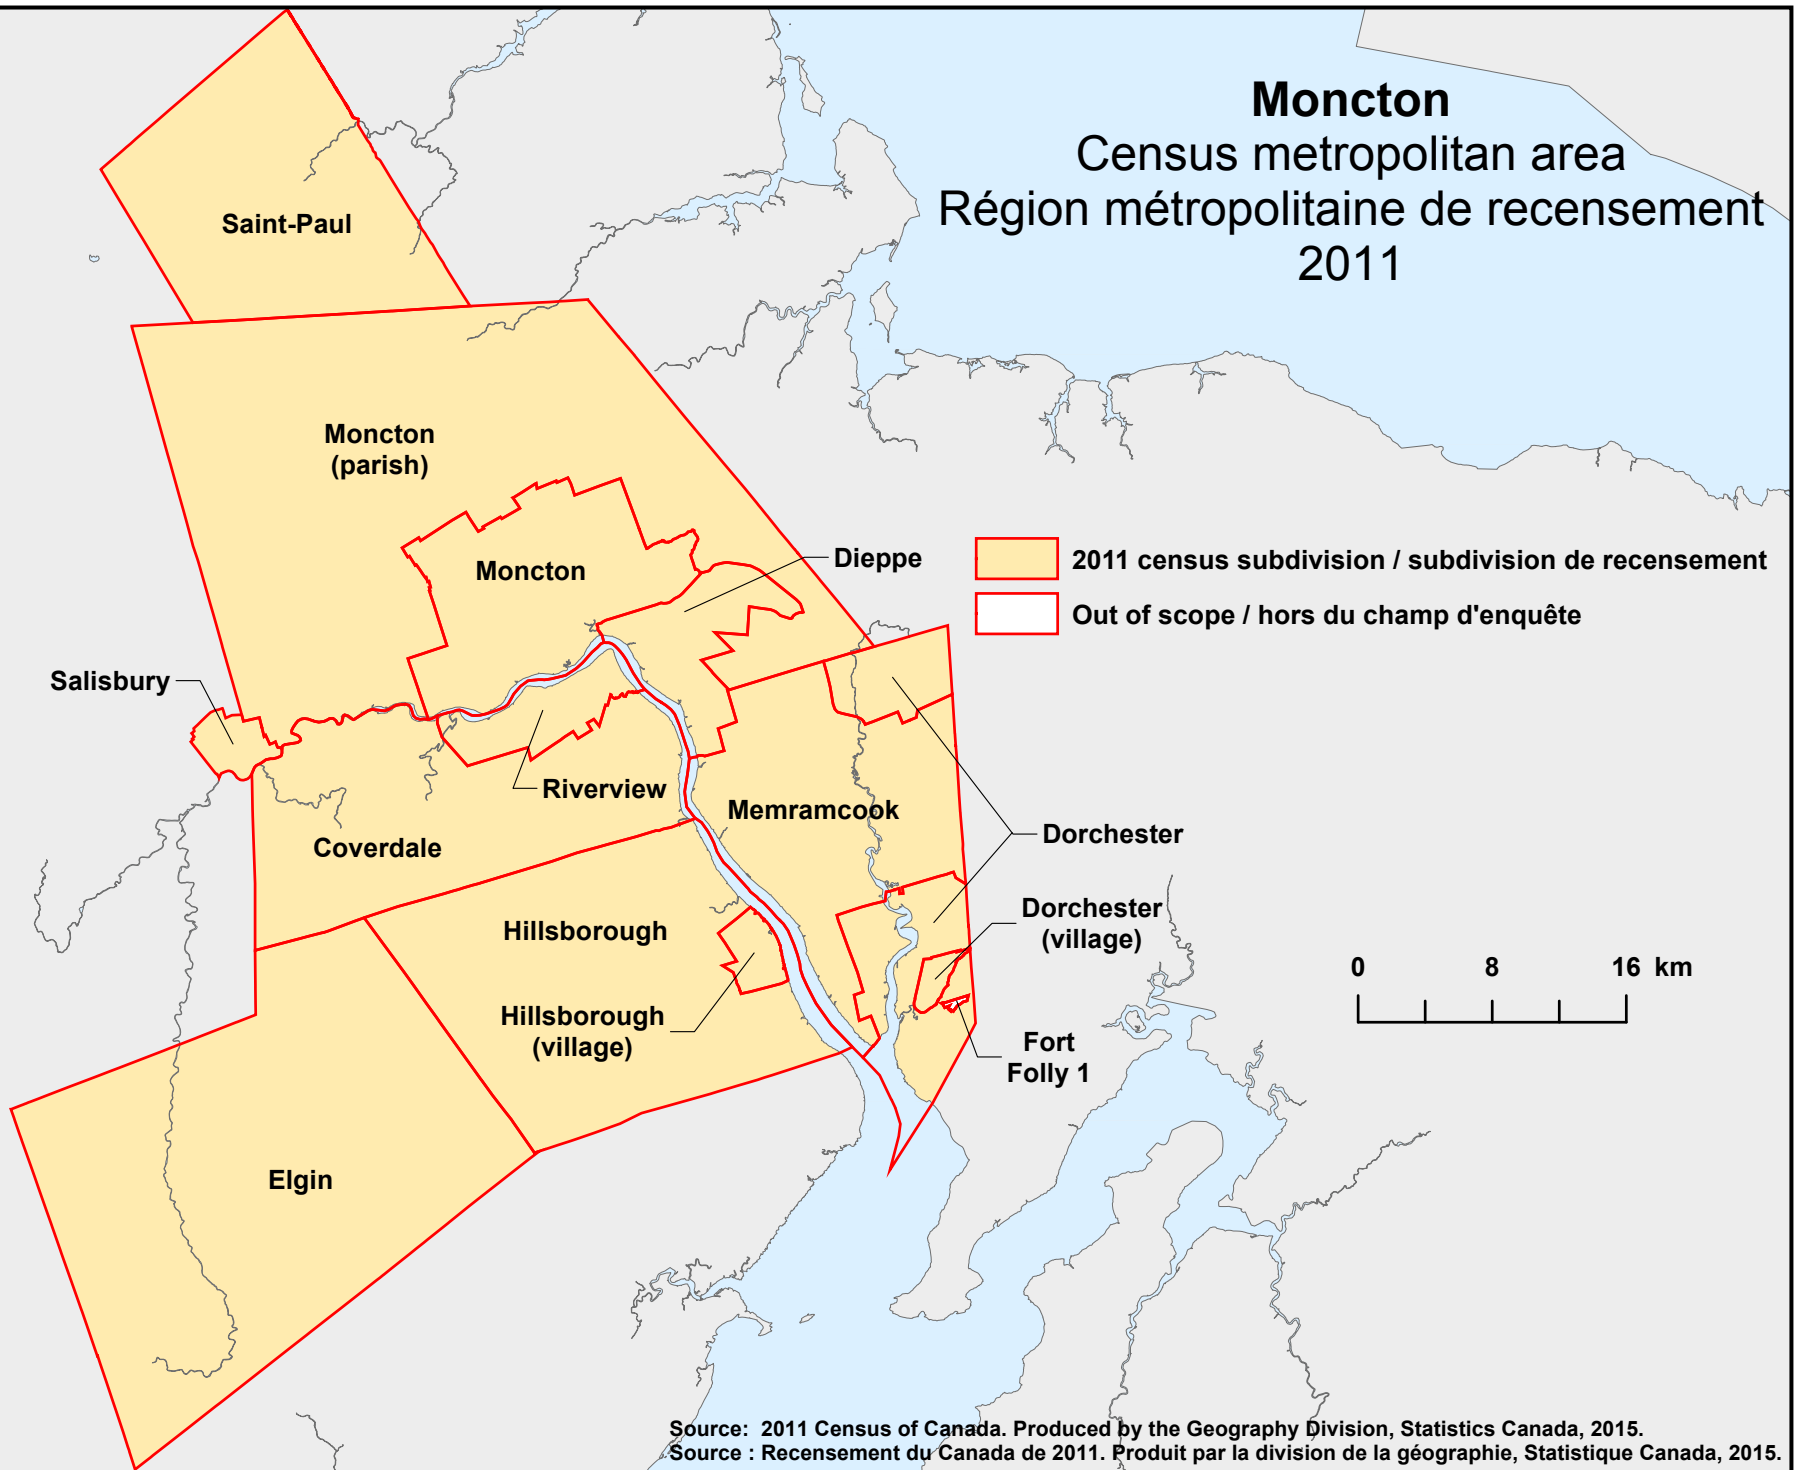 Moncton
Census metropolitan area
Région métropolitaine de recensement
2011
Saint-Paul
Moncton
(parish)
Moncton
Dieppe
2011 census subdivision / subdivision de recensement
Out of scope / hors du champ d'enquête
Salisbury
Riverview
Memramcook
Coverdale
Dorchester
Dorchester
(village)
Hillsborough
Hillsborough
(village)
Fort
Folly 1
0 8 16 km
Elgin
Source: 2011 Census of Canada. Produced by the Geography Division, Statistics Canada, 2015.
Source : Recensement du Canada de 2011. Produit par la division de la géographie, Statistique Canada, 2015.